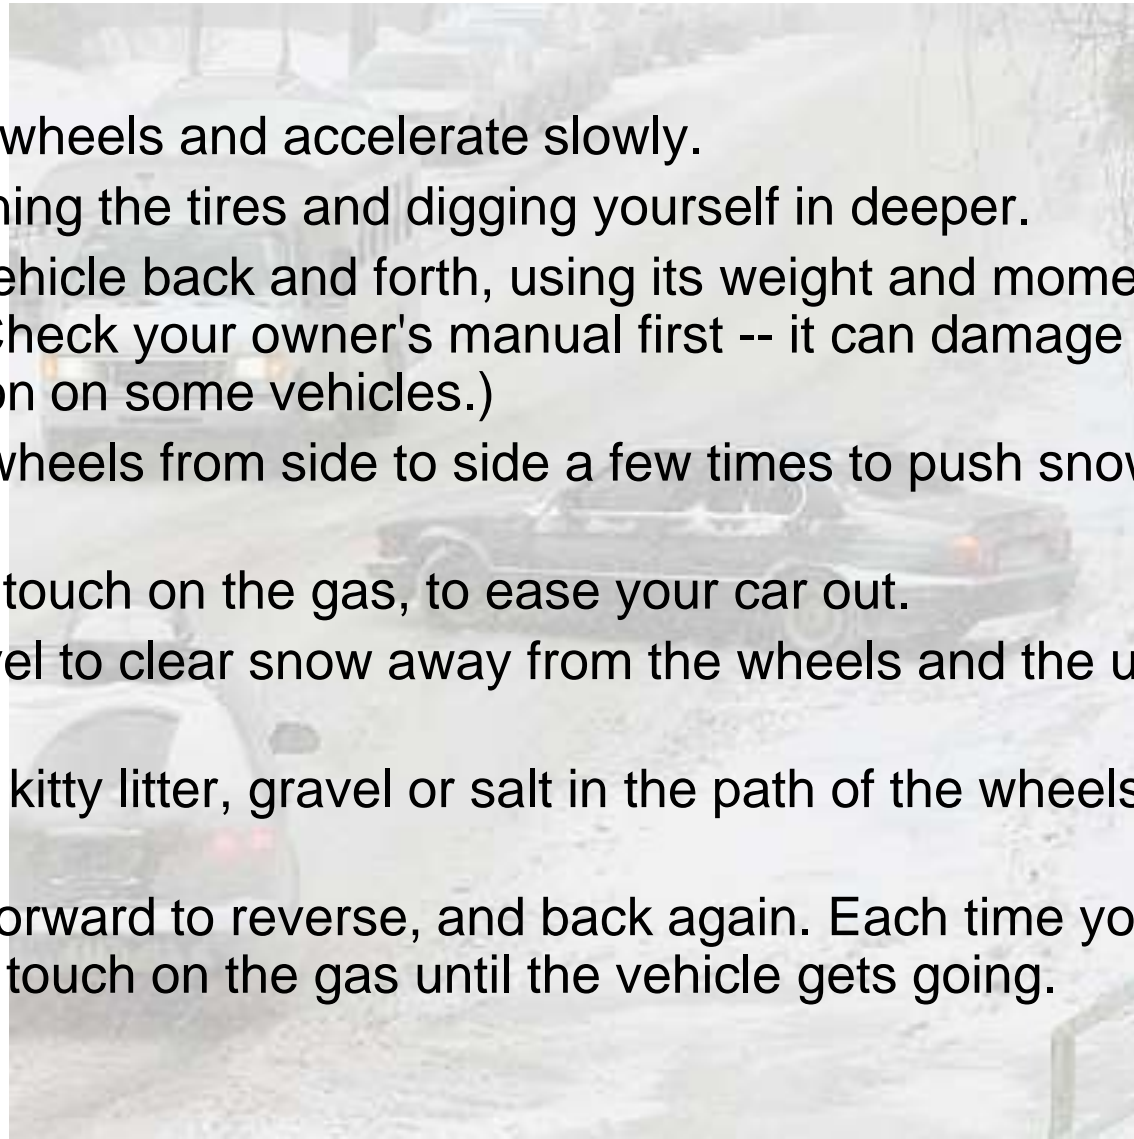 wheels and accelerate slowly.
ning the tires and digging yourself in deeper.
ehicle back and forth, using its weight and mome
Check your owner's manual first -- it can damage
on on some vehicles.)
wheels from side to side a few times to push snow
touch on the gas, to ease your car out.
vel to clear snow away from the wheels and the u
kitty litter, gravel or salt in the path of the wheels
orward to reverse, and back again. Each time yo
touch on the gas until the vehicle gets going.